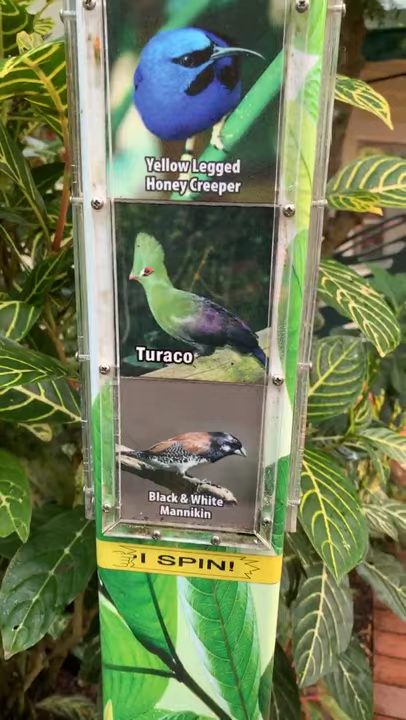 Yellow Legged
Honey Creeper
Turaco
Black & White
Mannikin
I SPIN!